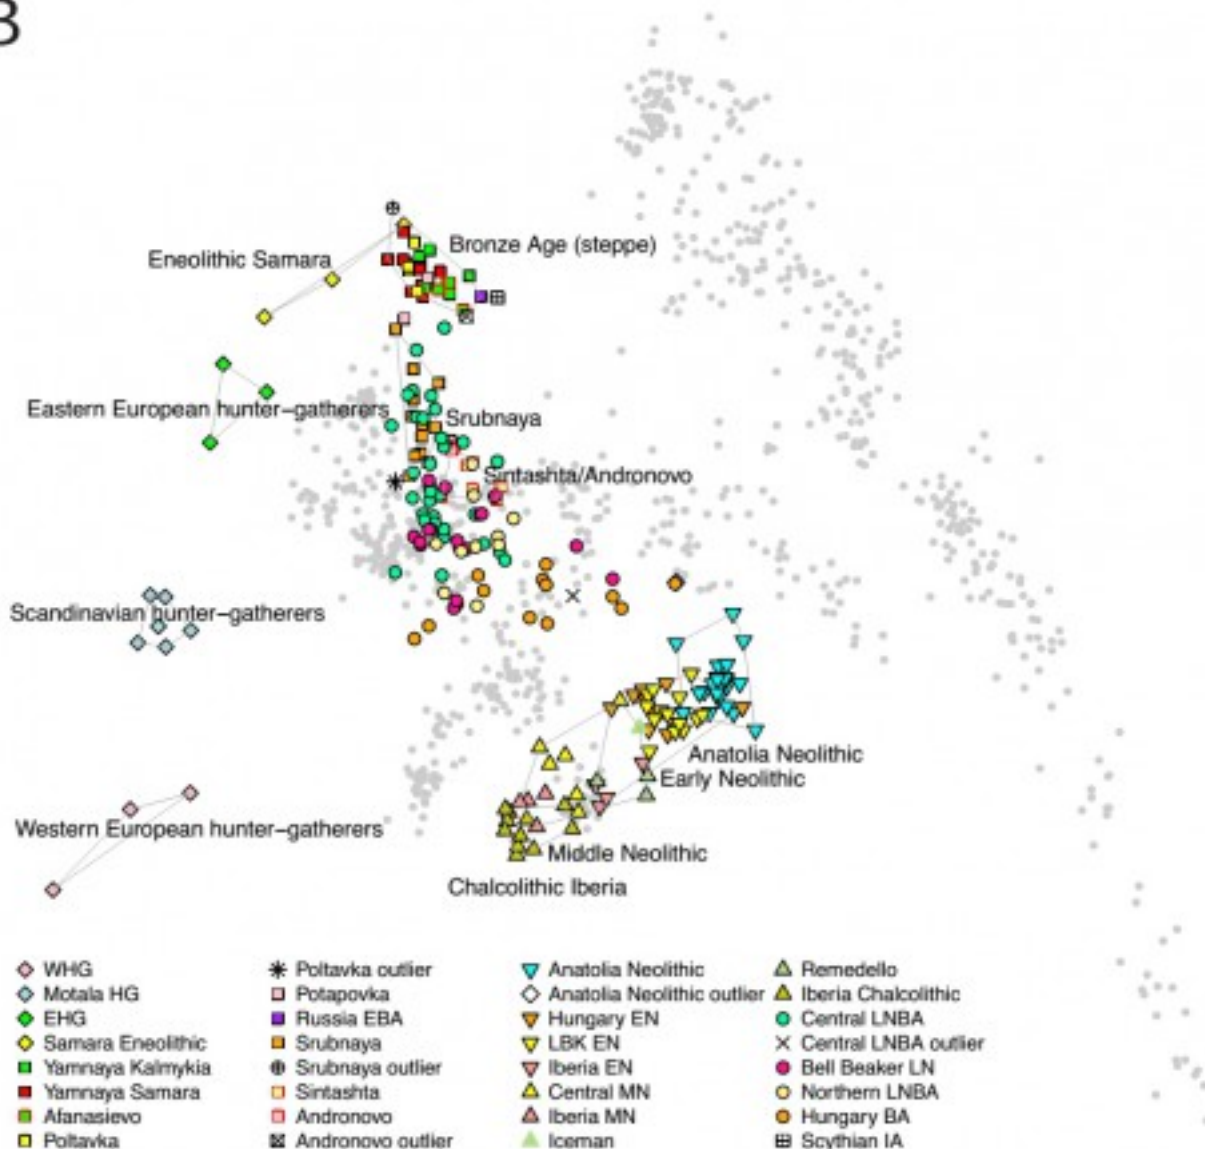 B
Bronze Age (steppe)
Eneolithic Samara
Eastern European hunter–gatherers
Srubnaya
Sintashta/Andronovo
Scandinavian hunter–gatherers
Anatolia Neolithic
Early Neolithic
Western European hunter–gatherers
Middle Neolithic
Chalcolithic Iberia
WHG
Motala HG
EHG
Samara Eneolithic
Yamnaya Kalmykia
Yamnaya Samara
Afanasievo
Poltavka
Poltavka outlier
Potapovka
Russia EBA
Srubnaya
Srubnaya outlier
Sintashta
Andronovo
Andronovo outlier
Anatolia Neolithic
Anatolia Neolithic outlier
Hungary EN
LBK EN
Iberia EN
Central MN
Iberia MN
Iceman
Remedello
Iberia Chalcolithic
Central LNBA
Central LNBA outlier
Bell Beaker LN
Northern LNBA
Hungary BA
Scythian IA